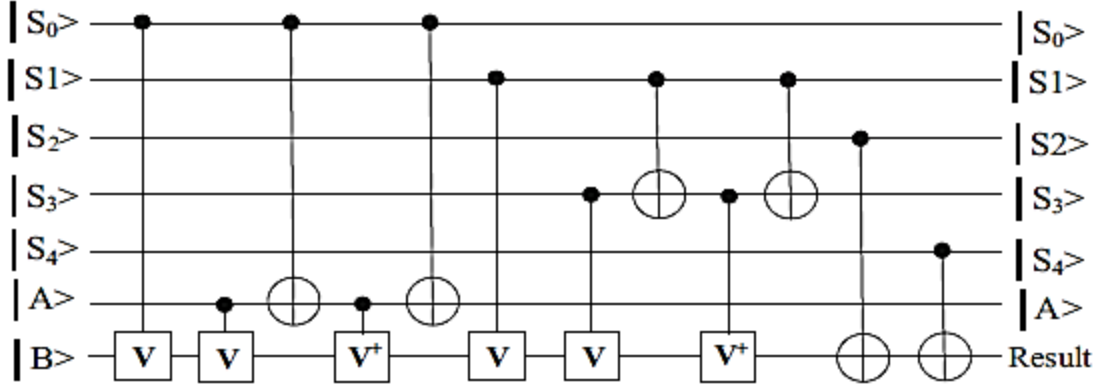 |S₀> |S₀>
|S1> |S1>
|S₂> |S2>
|S₃> |S₃>
|S₄> |S₄>
|A> |A>
|B> V V V⁺ V V V⁺ Result